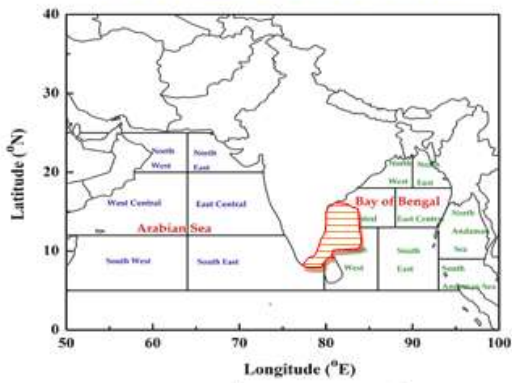 40
30
20
10
0
Latitude (°N)
50 60 70 80 90 100
Longitude (°E)
North
West
North
East
West Central
East Central
Arabian Sea
South West
South East
North
West
North
East
Bay of Bengal
East Central
West
South
East
North
Andaman
Sea
South
Andaman Sea